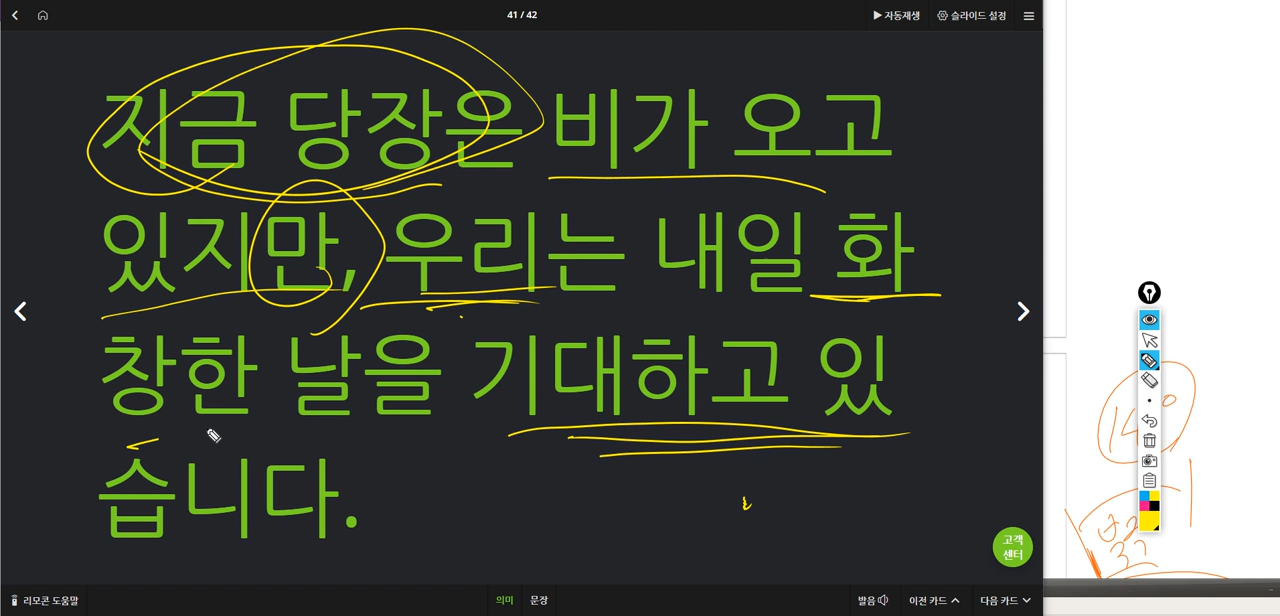 41 / 42
자동재생
슬라이드 설정
지금 당장은 비가 오고
있지만, 우리는 내일 화
창한 날을 기대하고 있
습니다.
고객
센터
리모콘 도움말
의미
문장
발음
이전 카드
다음 카드